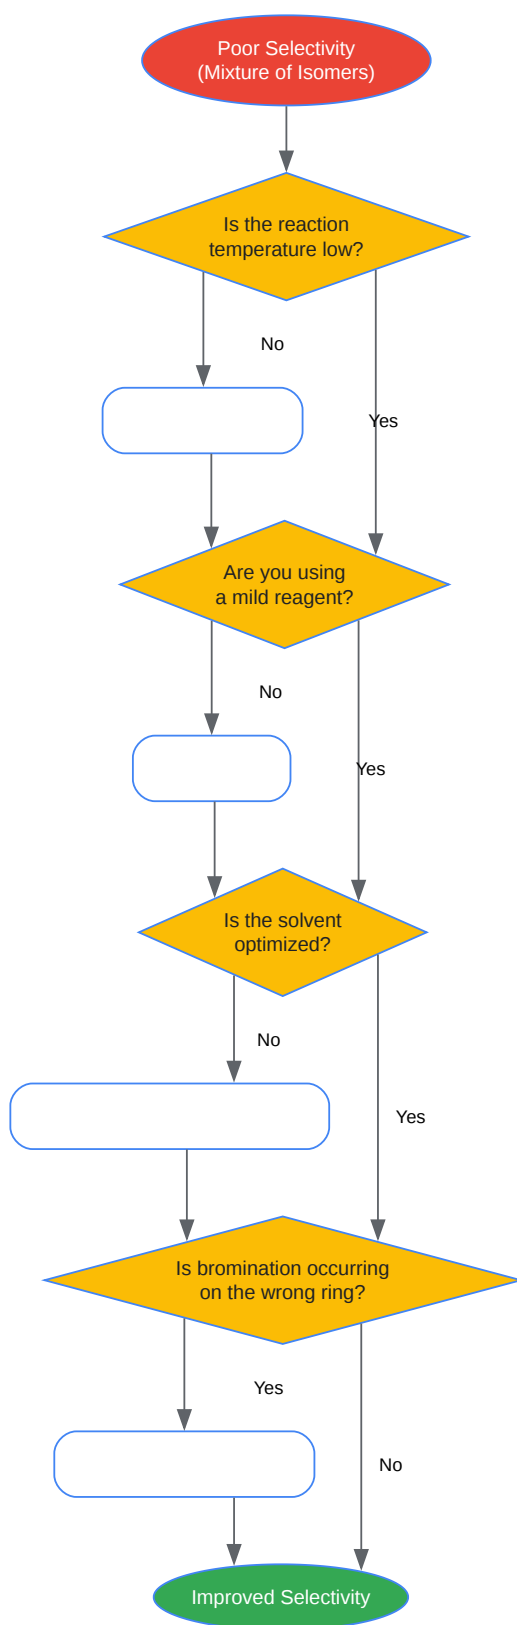 Poor Selectivity
(Mixture of Isomers)
Is the reaction
temperature low?
No
Yes
Are you using
a mild reagent?
No
Yes
Is the solvent
optimized?
No
Yes
Is bromination occurring
on the wrong ring?
Yes
No
Improved Selectivity